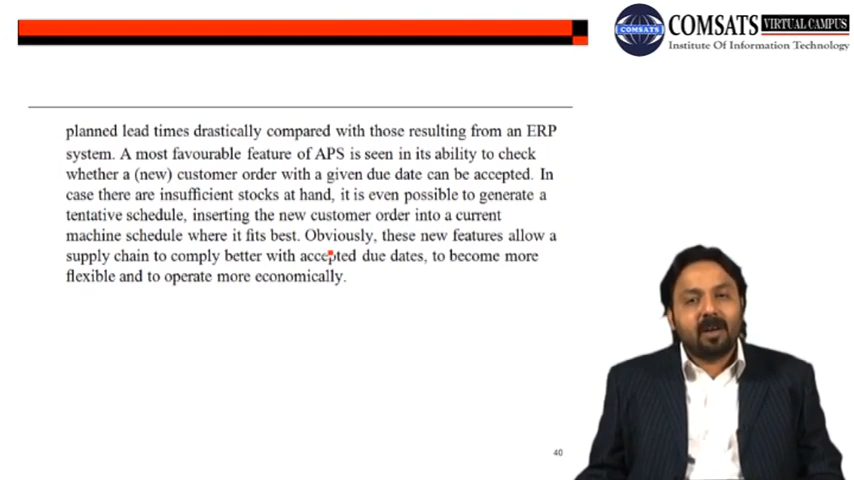 COMSATS VIRTUAL CAMPUS
COMSATS
Institute Of Information Technology
planned lead times drastically compared with those resulting from an ERP
system. A most favourable feature of APS is seen in its ability to check
whether a (new) customer order with a given due date can be accepted. In
case there are insufficient stocks at hand, it is even possible to generate a
tentative schedule, inserting the new customer order into a current
machine schedule where it fits best. Obviously, these new features allow a
supply chain to comply better with accepted due dates, to become more
flexible and to operate more economically.
40